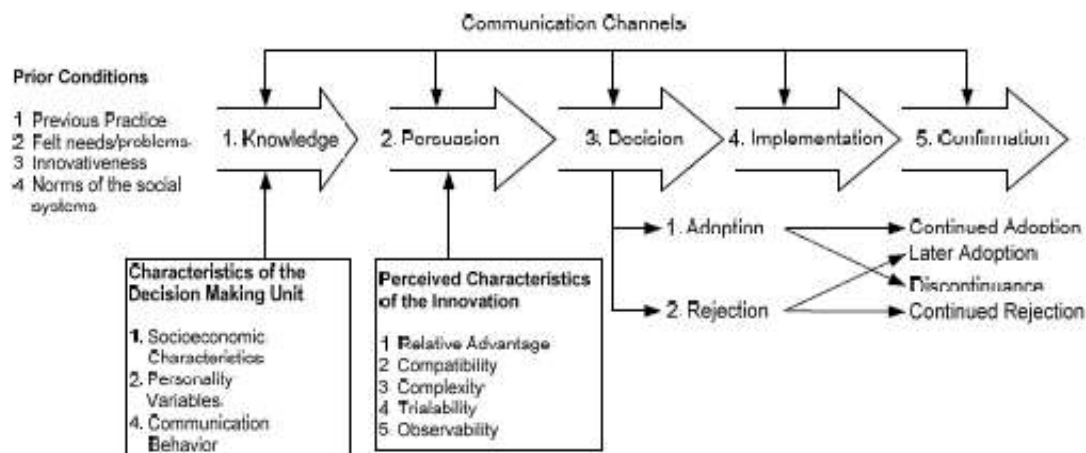 Communication Channels
Prior Conditions
1 Previous Practice
2 Felt needs/problems
3 Innovativeness
4 Norms of the social
systems
1. Knowledge
2. Persuasion
3. Decision
4. Implementation
5. Confirmation
1. Adoption
2. Rejection
Continued Adoption
Later Adoption
Discontinuance
Continued Rejection
Characteristics of the
Decision Making Unit
1. Socioeconomic
Characteristics
2. Personality
Variables
4. Communication
Behavior
Perceived Characteristics
of the Innovation
1 Relative Advantage
2 Compatibility
3 Complexity
4 Trialability
5 Observability